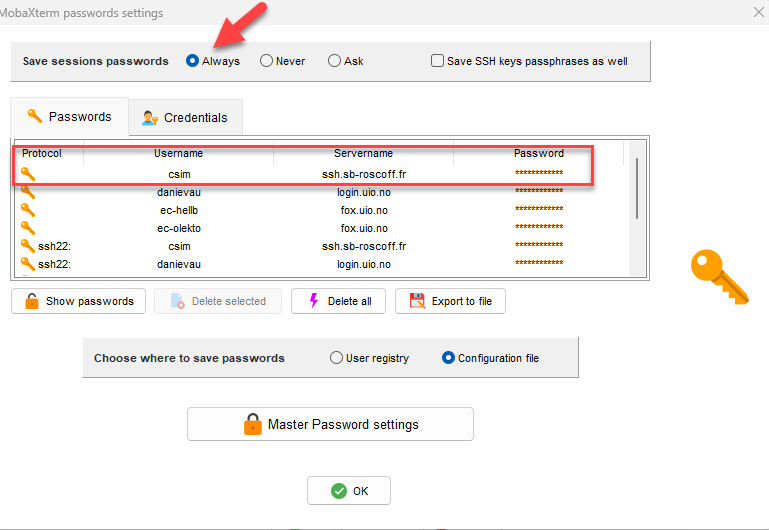 MobaXterm passwords settings
Save sessions passwords Always Never Ask Save SSH keys passphrases as well
Passwords Credentials
Protocol Username Servername Password
csim ssh.sb-roscoff.fr ************
danievau login.uio.no ************
ec-hellb fox.uio.no ************
ec-olekto fox.uio.no ************
ssh22: csim ssh.sb-roscoff.fr ************
ssh22: danievau login.uio.no ************
Show passwords Delete selected Delete all Export to file
Choose where to save passwords User registry Configuration file
Master Password settings
OK